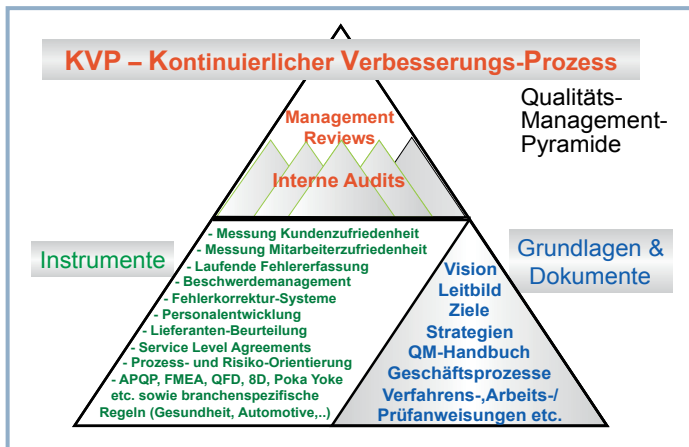 KVP – Kontinuierlicher Verbesserungs-Prozess
Qualitäts-
Management-
Pyramide
Management
Reviews
Interne Audits
Instrumente
- Messung Kundenzufriedenheit
- Messung Mitarbeiterzufriedenheit
- Laufende Fehlererfassung
- Beschwerdemanagement
- Fehlerkorrektur-Systeme
- Personalentwicklung
- Lieferanten-Beurteilung
- Service Level Agreements
- Prozess- und Risiko-Orientierung
- APQP, FMEA, QFD, 8D, Poka Yoke
etc. sowie branchenspezifische
Regeln (Gesundheit, Automotive,..)
Grundlagen &
Dokumente
Vision
Leitbild
Ziele
Strategien
QM-Handbuch
Geschäftsprozesse
Verfahrens-,Arbeits-/
Prüfanweisungen etc.